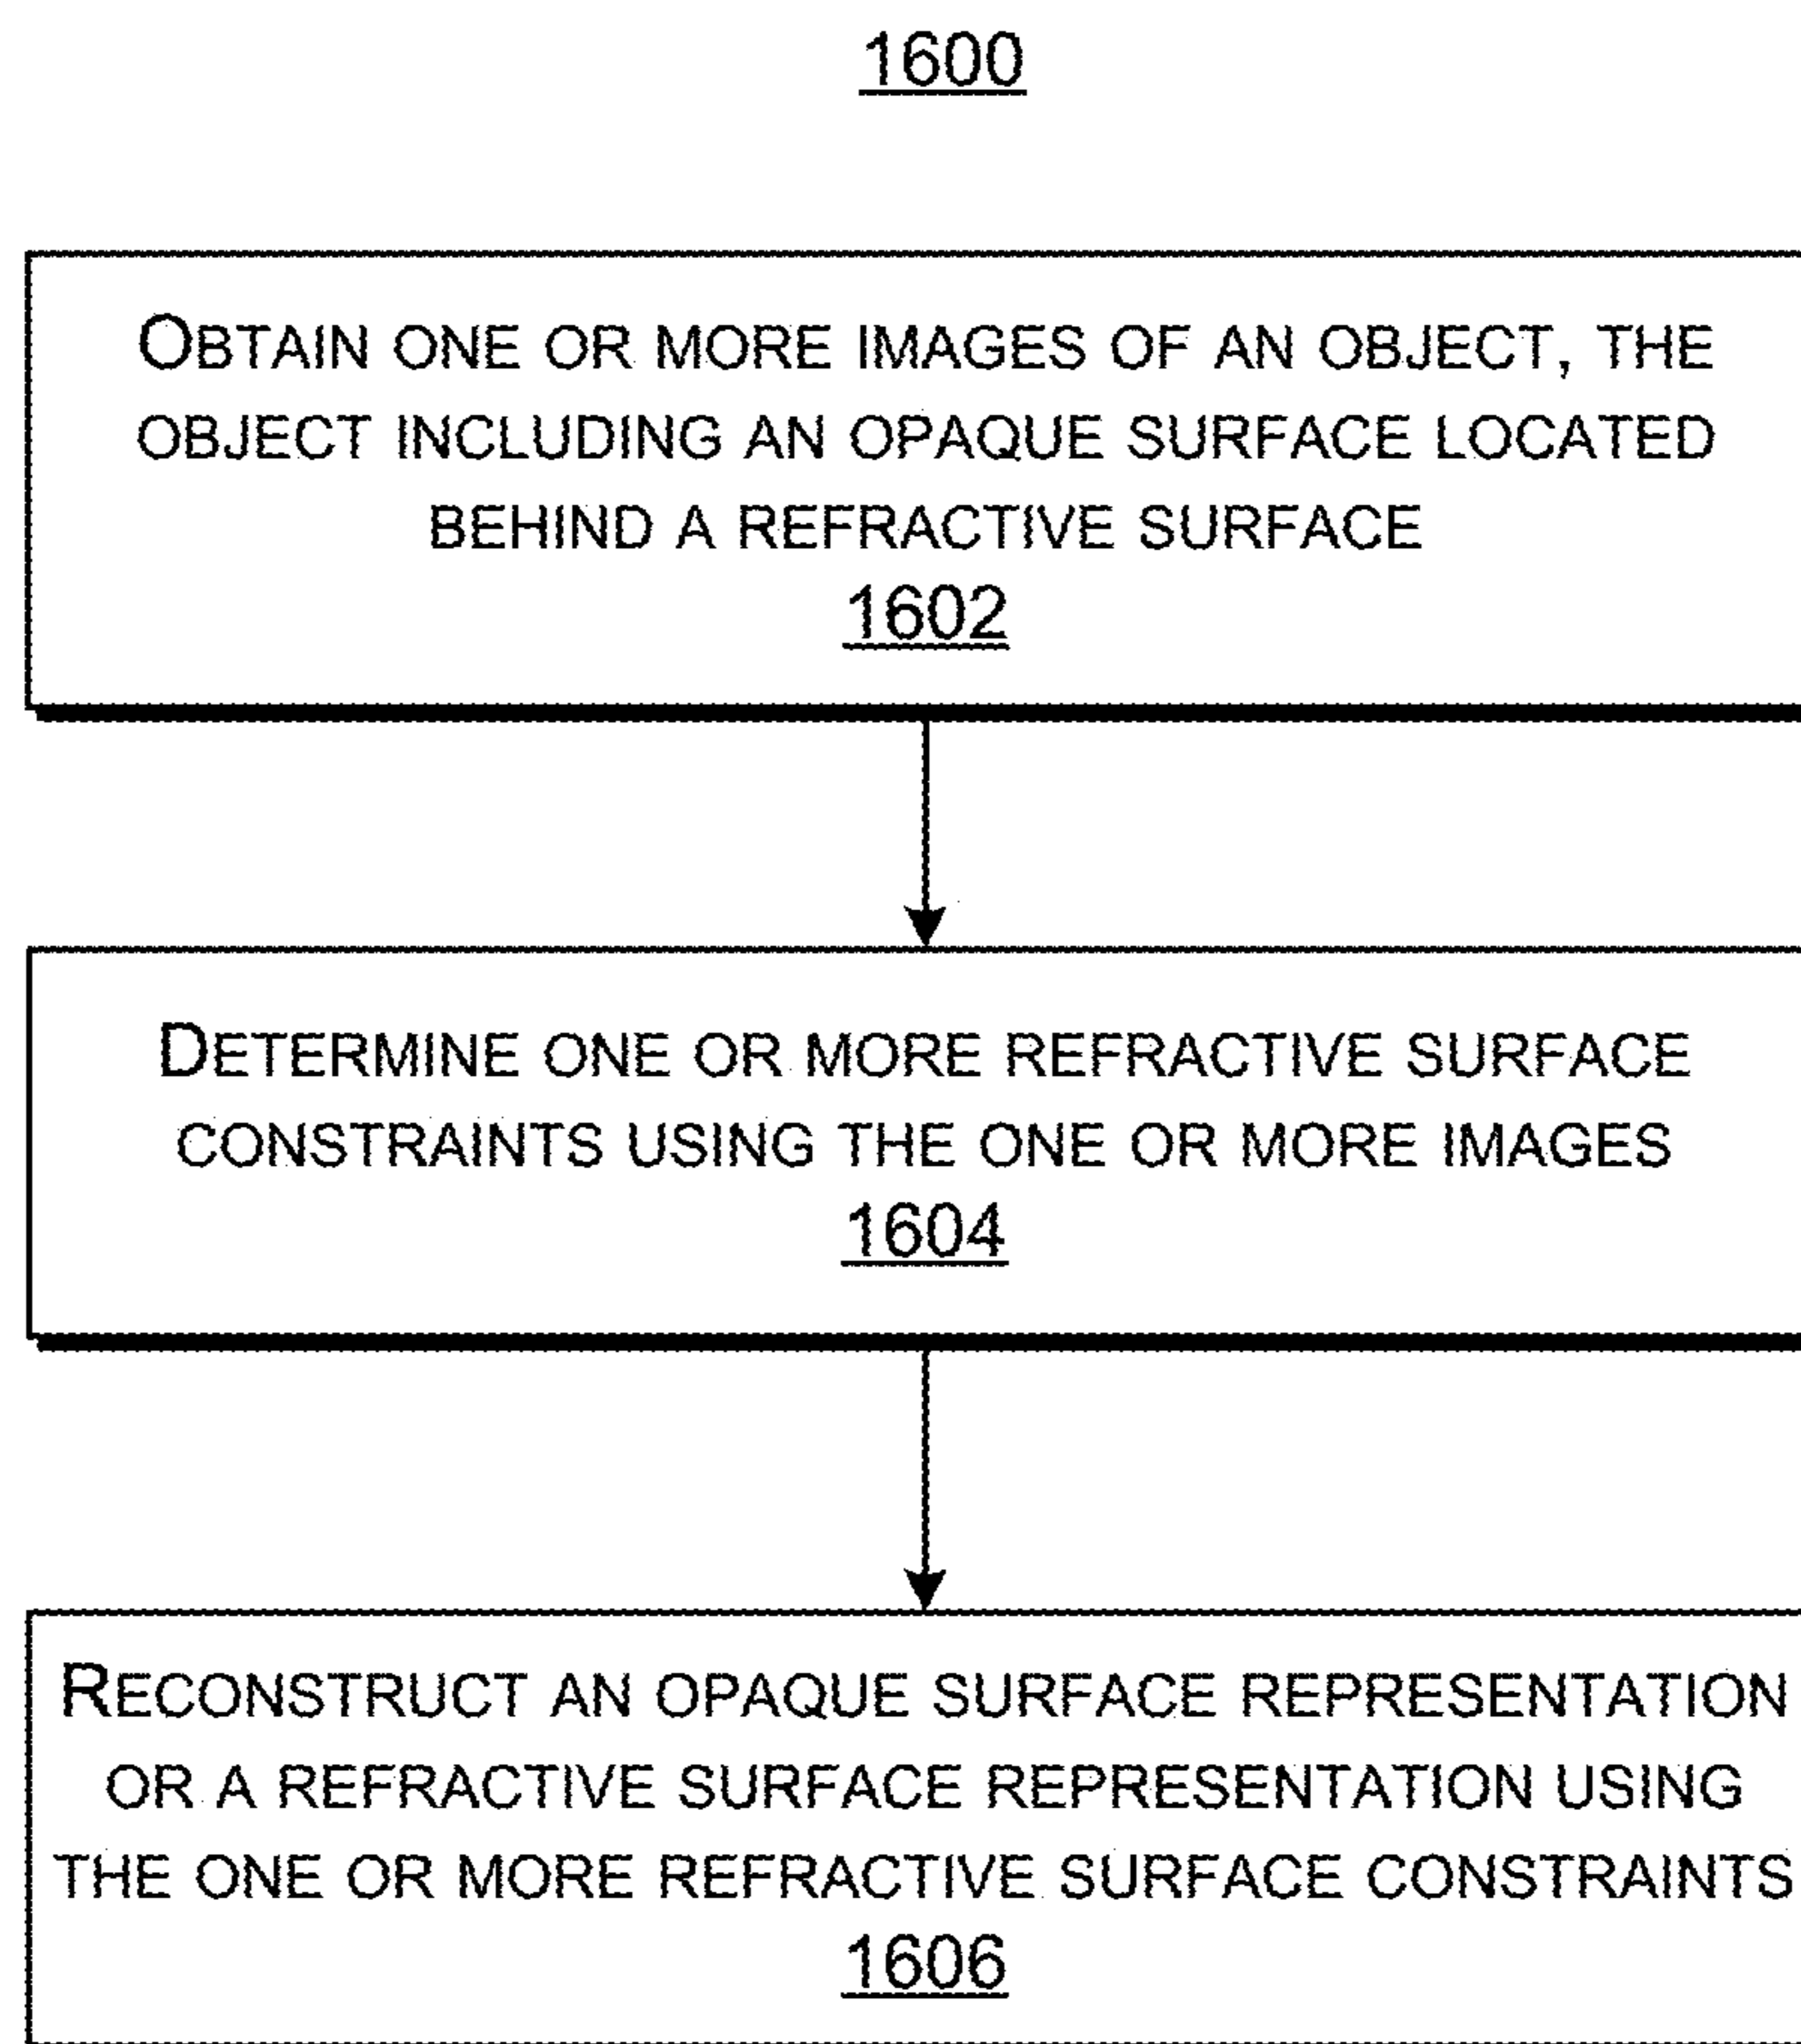 1600
OBTAIN ONE OR MORE IMAGES OF AN OBJECT, THE
OBJECT INCLUDING AN OPAQUE SURFACE LOCATED
BEHIND A REFRACTIVE SURFACE
1602
DETERMINE ONE OR MORE REFRACTIVE SURFACE
CONSTRAINTS USING THE ONE OR MORE IMAGES
1604
RECONSTRUCT AN OPAQUE SURFACE REPRESENTATION
OR A REFRACTIVE SURFACE REPRESENTATION USING
THE ONE OR MORE REFRACTIVE SURFACE CONSTRAINTS
1606